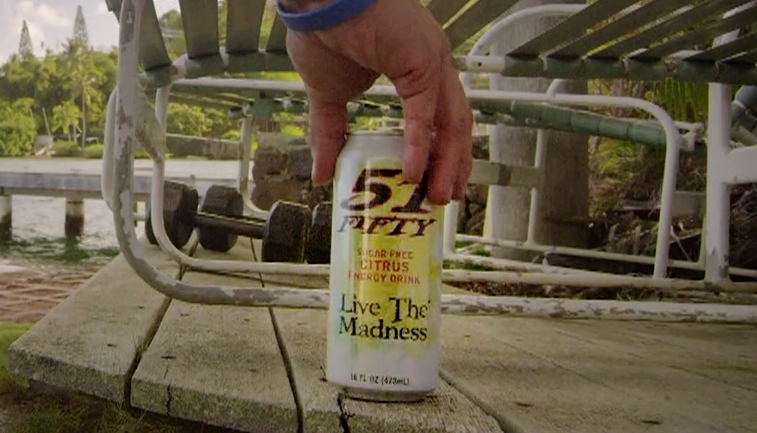 51
FIFTY
SUGAR FREE
CITRUS
ENERGY DRINK
Live The'
Madness
16 FL OZ (473mL)